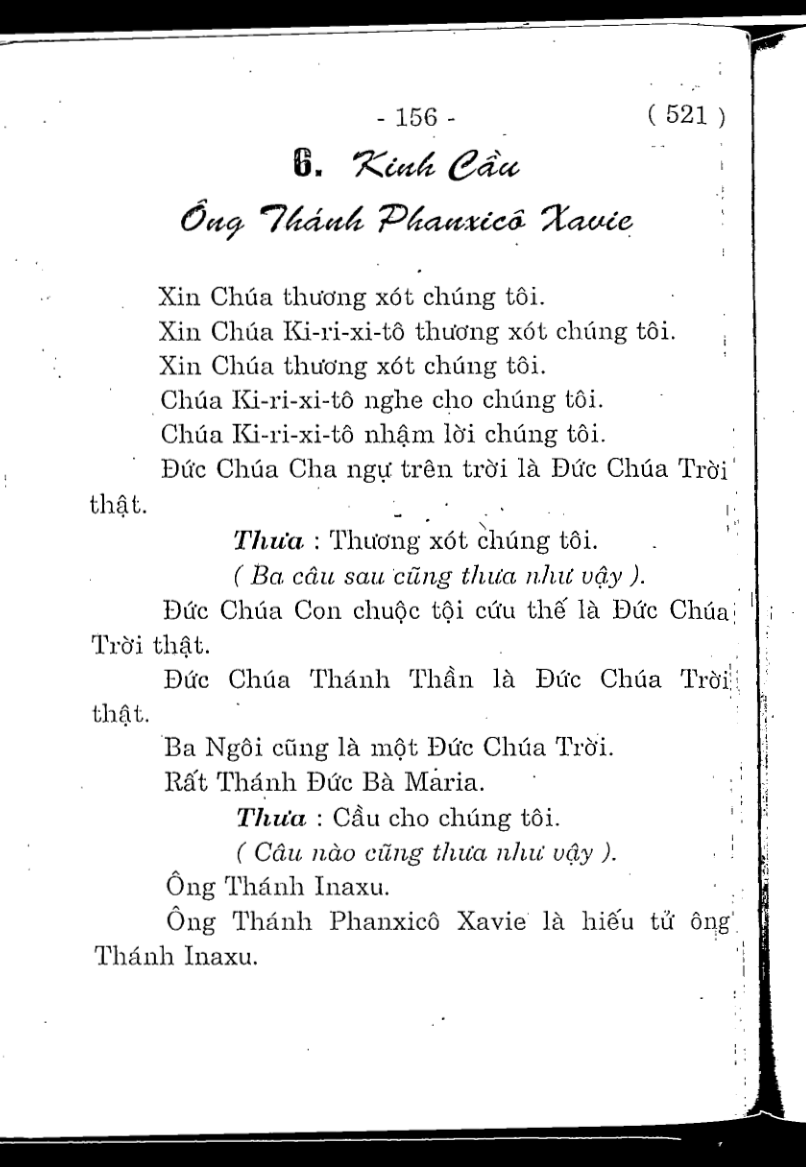 - 156 -
( 521 )
6. Kinh Cầu
Ông Thánh Phanxicô Xavie
Xin Chúa thương xót chúng tôi.
Xin Chúa Ki-ri-xi-tô thương xót chúng tôi.
Xin Chúa thương xót chúng tôi.
Chúa Ki-ri-xi-tô nghe cho chúng tôi.
Chúa Ki-ri-xi-tô nhậm lời chúng tôi.
Đức Chúa Cha ngự trên trời là Đức Chúa Trời
thật.
Thưa : Thương xót chúng tôi.
( Ba câu sau cũng thưa như vậy ).
Đức Chúa Con chuộc tội cứu thế là Đức Chúa
Trời thật.
Đức Chúa Thánh Thần là Đức Chúa Trời
thật.
Ba Ngôi cũng là một Đức Chúa Trời.
Rất Thánh Đức Bà Maria.
Thưa : Cầu cho chúng tôi.
( Câu nào cũng thưa như vậy ).
Ông Thánh Inaxu.
Ông Thánh Phanxicô Xavie là hiếu tử ông
Thánh Inaxu.